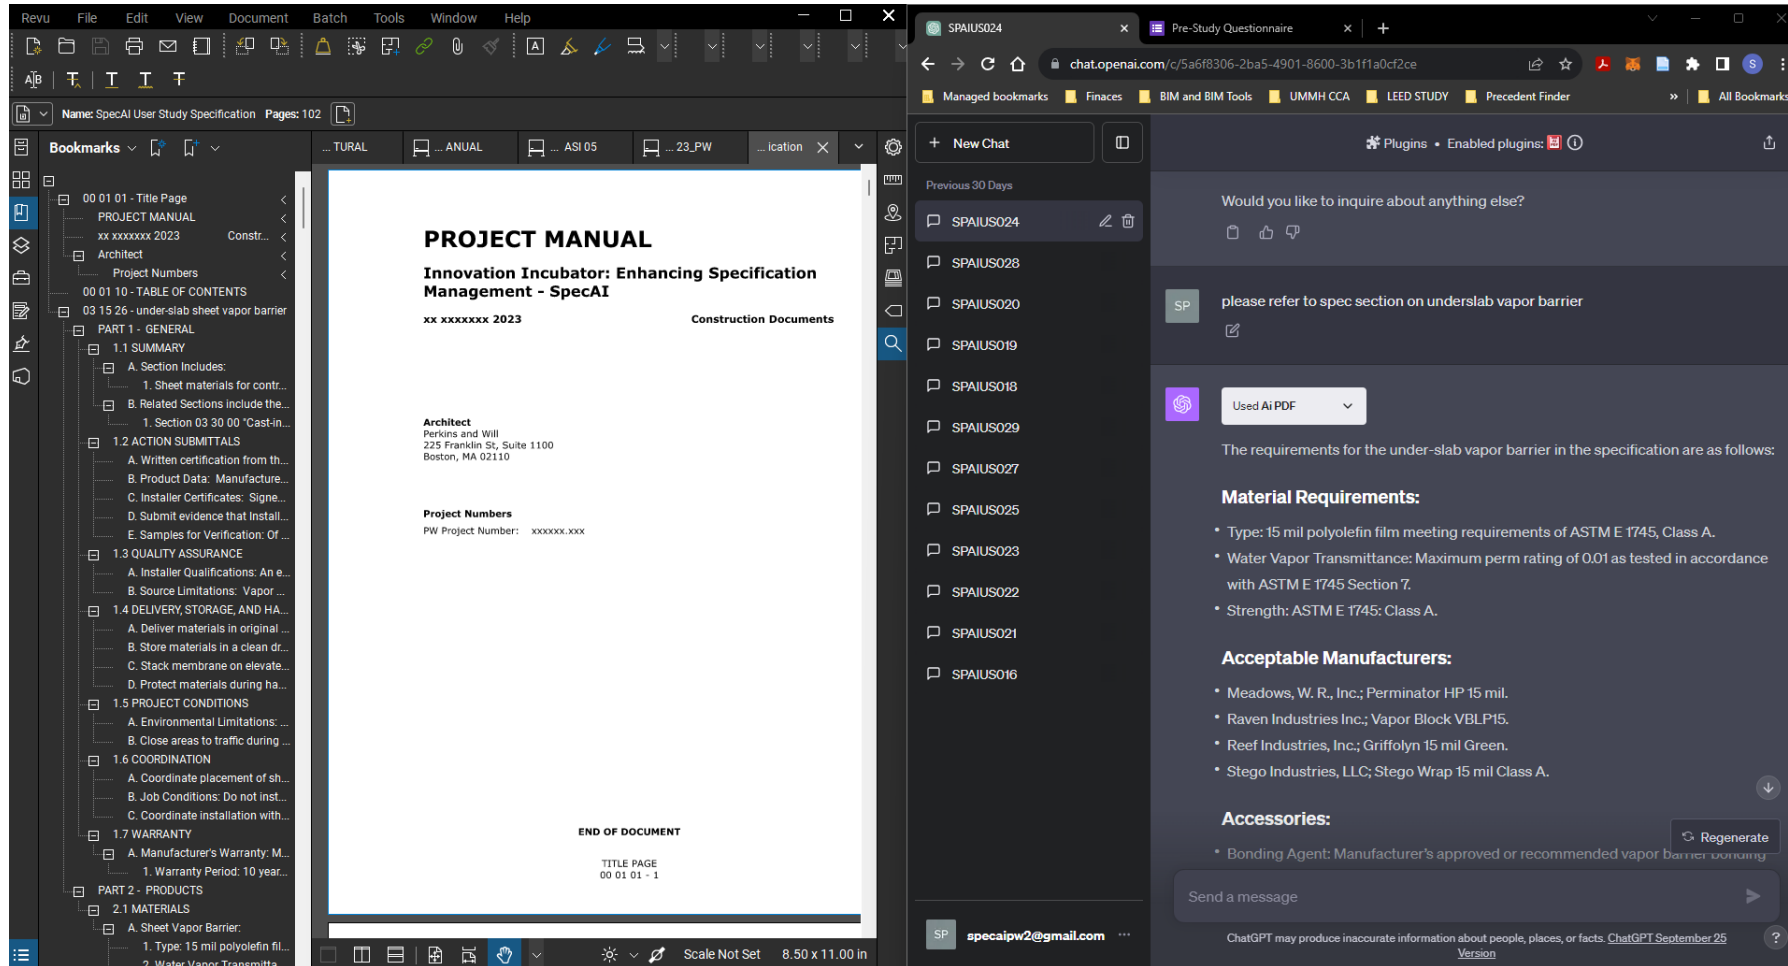 Revu File Edit View Document Batch Tools Window Help
Name: SpecAI User Study Specification Pages: 102
Bookmarks
00 01 01 - Title Page
PROJECT MANUAL
xx xxxxxxx 2023 Constr...
Architect
Project Numbers
00 01 10 - TABLE OF CONTENTS
03 15 26 - under-slab sheet vapor barrier
PART 1 - GENERAL
1.1 SUMMARY
A. Section Includes:
1. Sheet materials for contr...
B. Related Sections include the...
1. Section 03 30 00 "Cast-in...
1.2 ACTION SUBMITTALS
A. Written certification from th...
B. Product Data: Manufacture...
C. Installer Certificates: Signe...
D. Submit evidence that Install...
E. Samples for Verification: Of ...
1.3 QUALITY ASSURANCE
A. Installer Qualifications: An e...
B. Source Limitations: Vapor ...
1.4 DELIVERY, STORAGE, AND HA...
A. Deliver materials in original ...
B. Store materials in a clean dr...
C. Stack membrane on elevate...
D. Protect materials during ha...
1.5 PROJECT CONDITIONS
A. Environmental Limitations: ...
B. Close areas to traffic during ...
1.6 COORDINATION
A. Coordinate placement of sh...
B. Job Conditions: Do not inst...
C. Coordinate installation with...
1.7 WARRANTY
A. Manufacturer's Warranty: M...
1. Warranty Period: 10 year...
PART 2 - PRODUCTS
2.1 MATERIALS
A. Sheet Vapor Barrier:
1. Type: 15 mil polyolefin fil...
2. Water Vapor Transmitta...
... TURAL ... ANUAL ... ASI 05 ... 23_PW ... ication
PROJECT MANUAL
Innovation Incubator: Enhancing Specification
Management - SpecAI
xx xxxxxxx 2023 Construction Documents
Architect
Perkins and Will
225 Franklin St, Suite 1100
Boston, MA 02110
Project Numbers
PW Project Number: xxxxxx.xxx
END OF DOCUMENT
TITLE PAGE
00 01 01 - 1
Scale Not Set 8.50 x 11.00 in
SPAIUS024 Pre-Study Questionnaire
chat.openai.com/c/5a6f8306-2ba5-4901-8600-3b1f1a0cf2ce
S
Managed bookmarks Finaces BIM and BIM Tools UMMH CCA LEED STUDY Precedent Finder » All Bookmarks
+ New Chat
Previous 30 Days
SPAIUS024
SPAIUS028
SPAIUS020
SPAIUS019
SPAIUS018
SPAIUS029
SPAIUS027
SPAIUS025
SPAIUS023
SPAIUS022
SPAIUS021
SPAIUS016
SP specaipw2@gmail.com ...
Plugins • Enabled plugins:
Would you like to inquire about anything else?
SP please refer to spec section on underslab vapor barrier
Used Ai PDF
The requirements for the under-slab vapor barrier in the specification are as follows:
Material Requirements:
• Type: 15 mil polyolefin film meeting requirements of ASTM E 1745, Class A.
• Water Vapor Transmittance: Maximum perm rating of 0.01 as tested in accordance
with ASTM E 1745 Section 7.
• Strength: ASTM E 1745: Class A.
Acceptable Manufacturers:
• Meadows, W. R., Inc.; Perminator HP 15 mil.
• Raven Industries Inc.; Vapor Block VBLP15.
• Reef Industries, Inc.; Griffolyn 15 mil Green.
• Stego Industries, LLC; Stego Wrap 15 mil Class A.
Accessories:
Regenerate
• Bonding Agent: Manufacturer's approved or recommended vapor barrier bonding
Send a message
ChatGPT may produce inaccurate information about people, places, or facts. ChatGPT September 25
Version
?